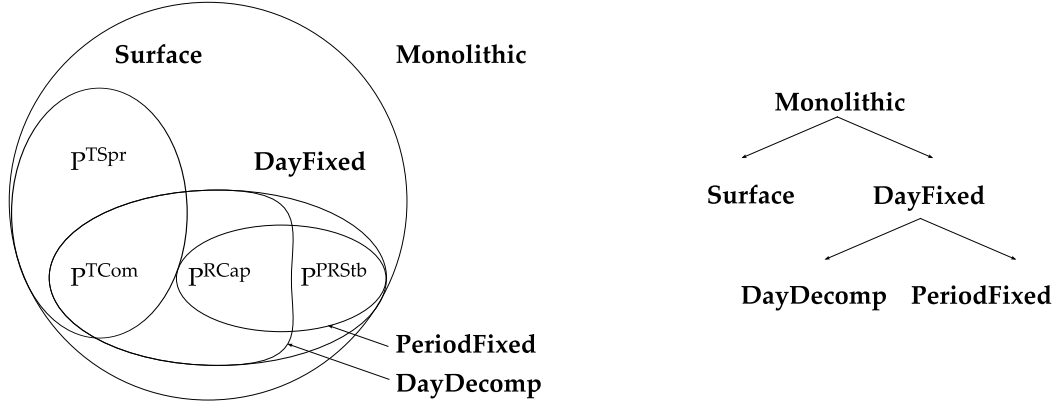 Surface Monolithic
P^TSpr
DayFixed
P^TCom P^RCap P^PRStb
PeriodFixed
DayDecomp
Monolithic
Surface DayFixed
DayDecomp PeriodFixed